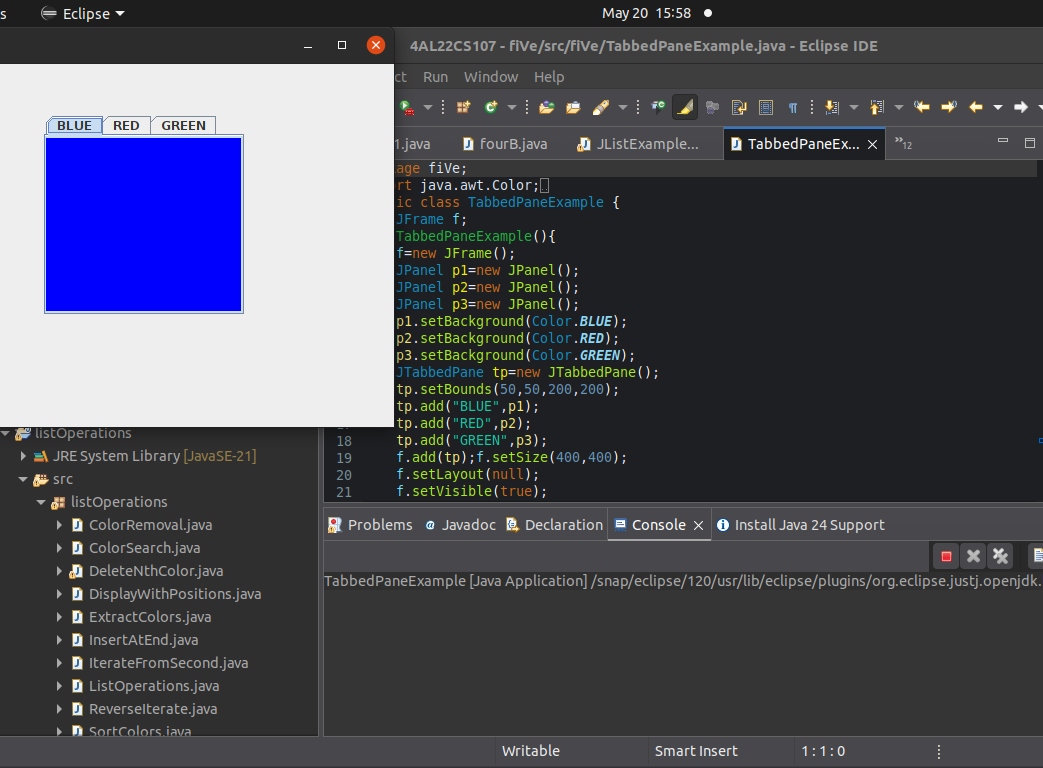 s Eclipse May 20 15:58
4AL22CS107 - fiVe/src/fiVe/TabbedPaneExample.java - Eclipse IDE
ct Run Window Help
BLUE RED GREEN
1.java fourB.java JListExample... TabbedPaneEx... »12
age fiVe;
rt java.awt.Color;
ic class TabbedPaneExample {
JFrame f;
TabbedPaneExample(){
f=new JFrame();
JPanel p1=new JPanel();
JPanel p2=new JPanel();
JPanel p3=new JPanel();
p1.setBackground(Color.BLUE);
p2.setBackground(Color.RED);
p3.setBackground(Color.GREEN);
JTabbedPane tp=new JTabbedPane();
tp.setBounds(50,50,200,200);
tp.add("BLUE",p1);
tp.add("RED",p2);
18 tp.add("GREEN",p3);
19 f.add(tp);f.setSize(400,400);
20 f.setLayout(null);
21 f.setVisible(true);
listOperations
JRE System Library [JavaSE-21]
src
listOperations
ColorRemoval.java
ColorSearch.java
DeleteNthColor.java
DisplayWithPositions.java
ExtractColors.java
InsertAtEnd.java
IterateFromSecond.java
ListOperations.java
ReverseIterate.java
SortColors.java
Problems Javadoc Declaration Console Install Java 24 Support
TabbedPaneExample [Java Application] /snap/eclipse/120/usr/lib/eclipse/plugins/org.eclipse.justj.openjdk.
Writable Smart Insert 1 : 1 : 0